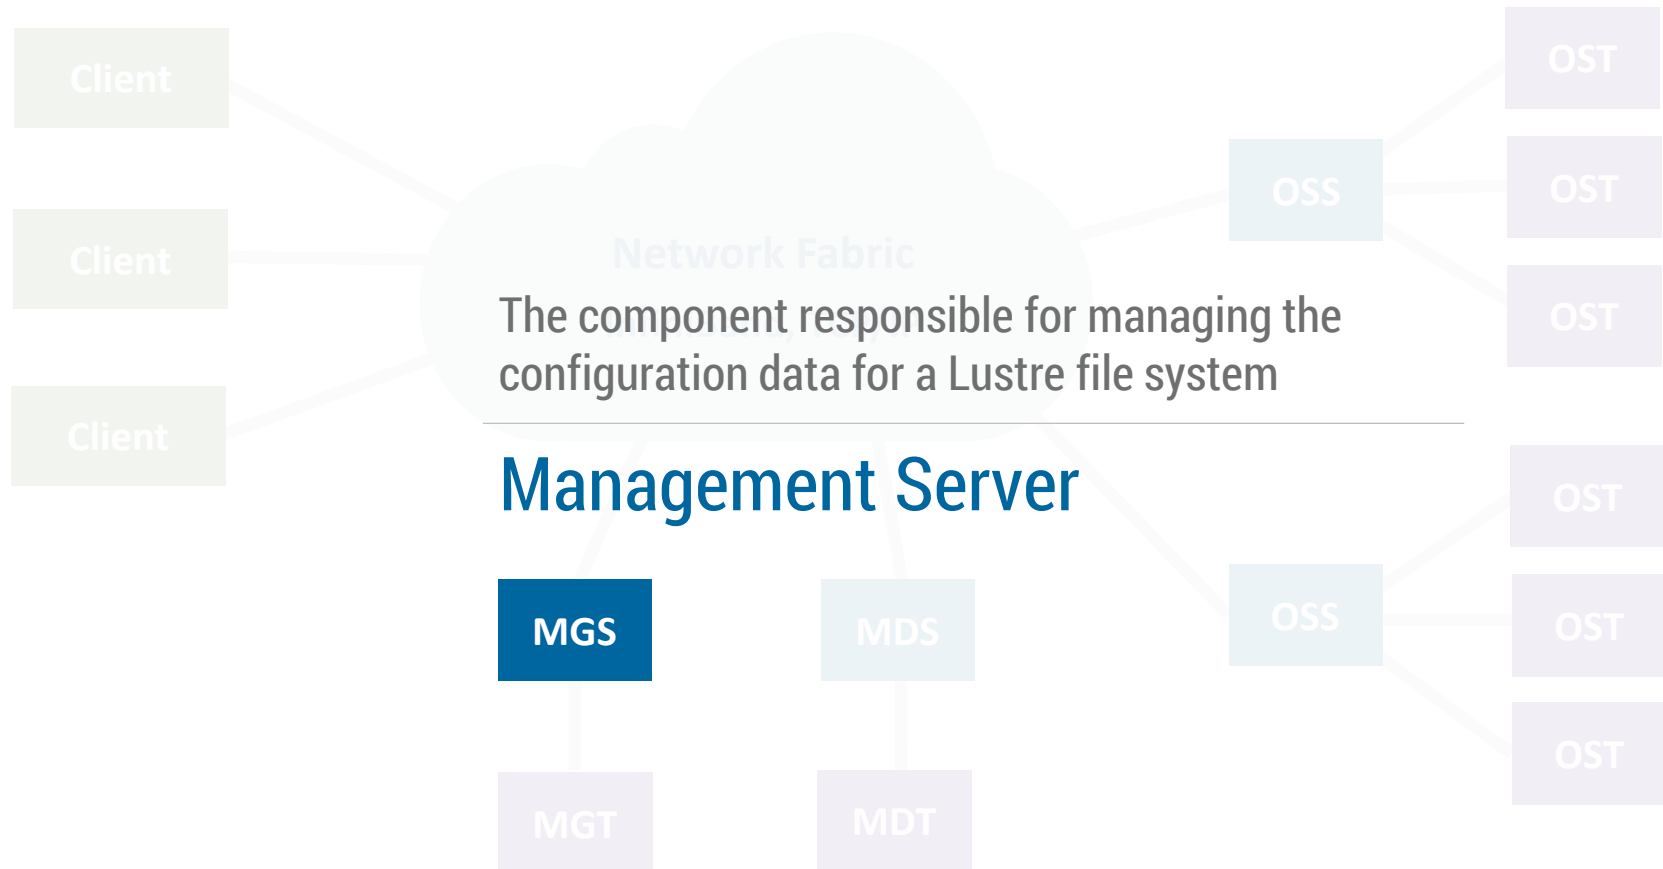 Client
Client
Client
Network Fabric
The component responsible for managing the
configuration data for a Lustre file system
Management Server
MGS
MDS
MGT
MDT
OSS
OSS
OST
OST
OST
OST
OST
OST